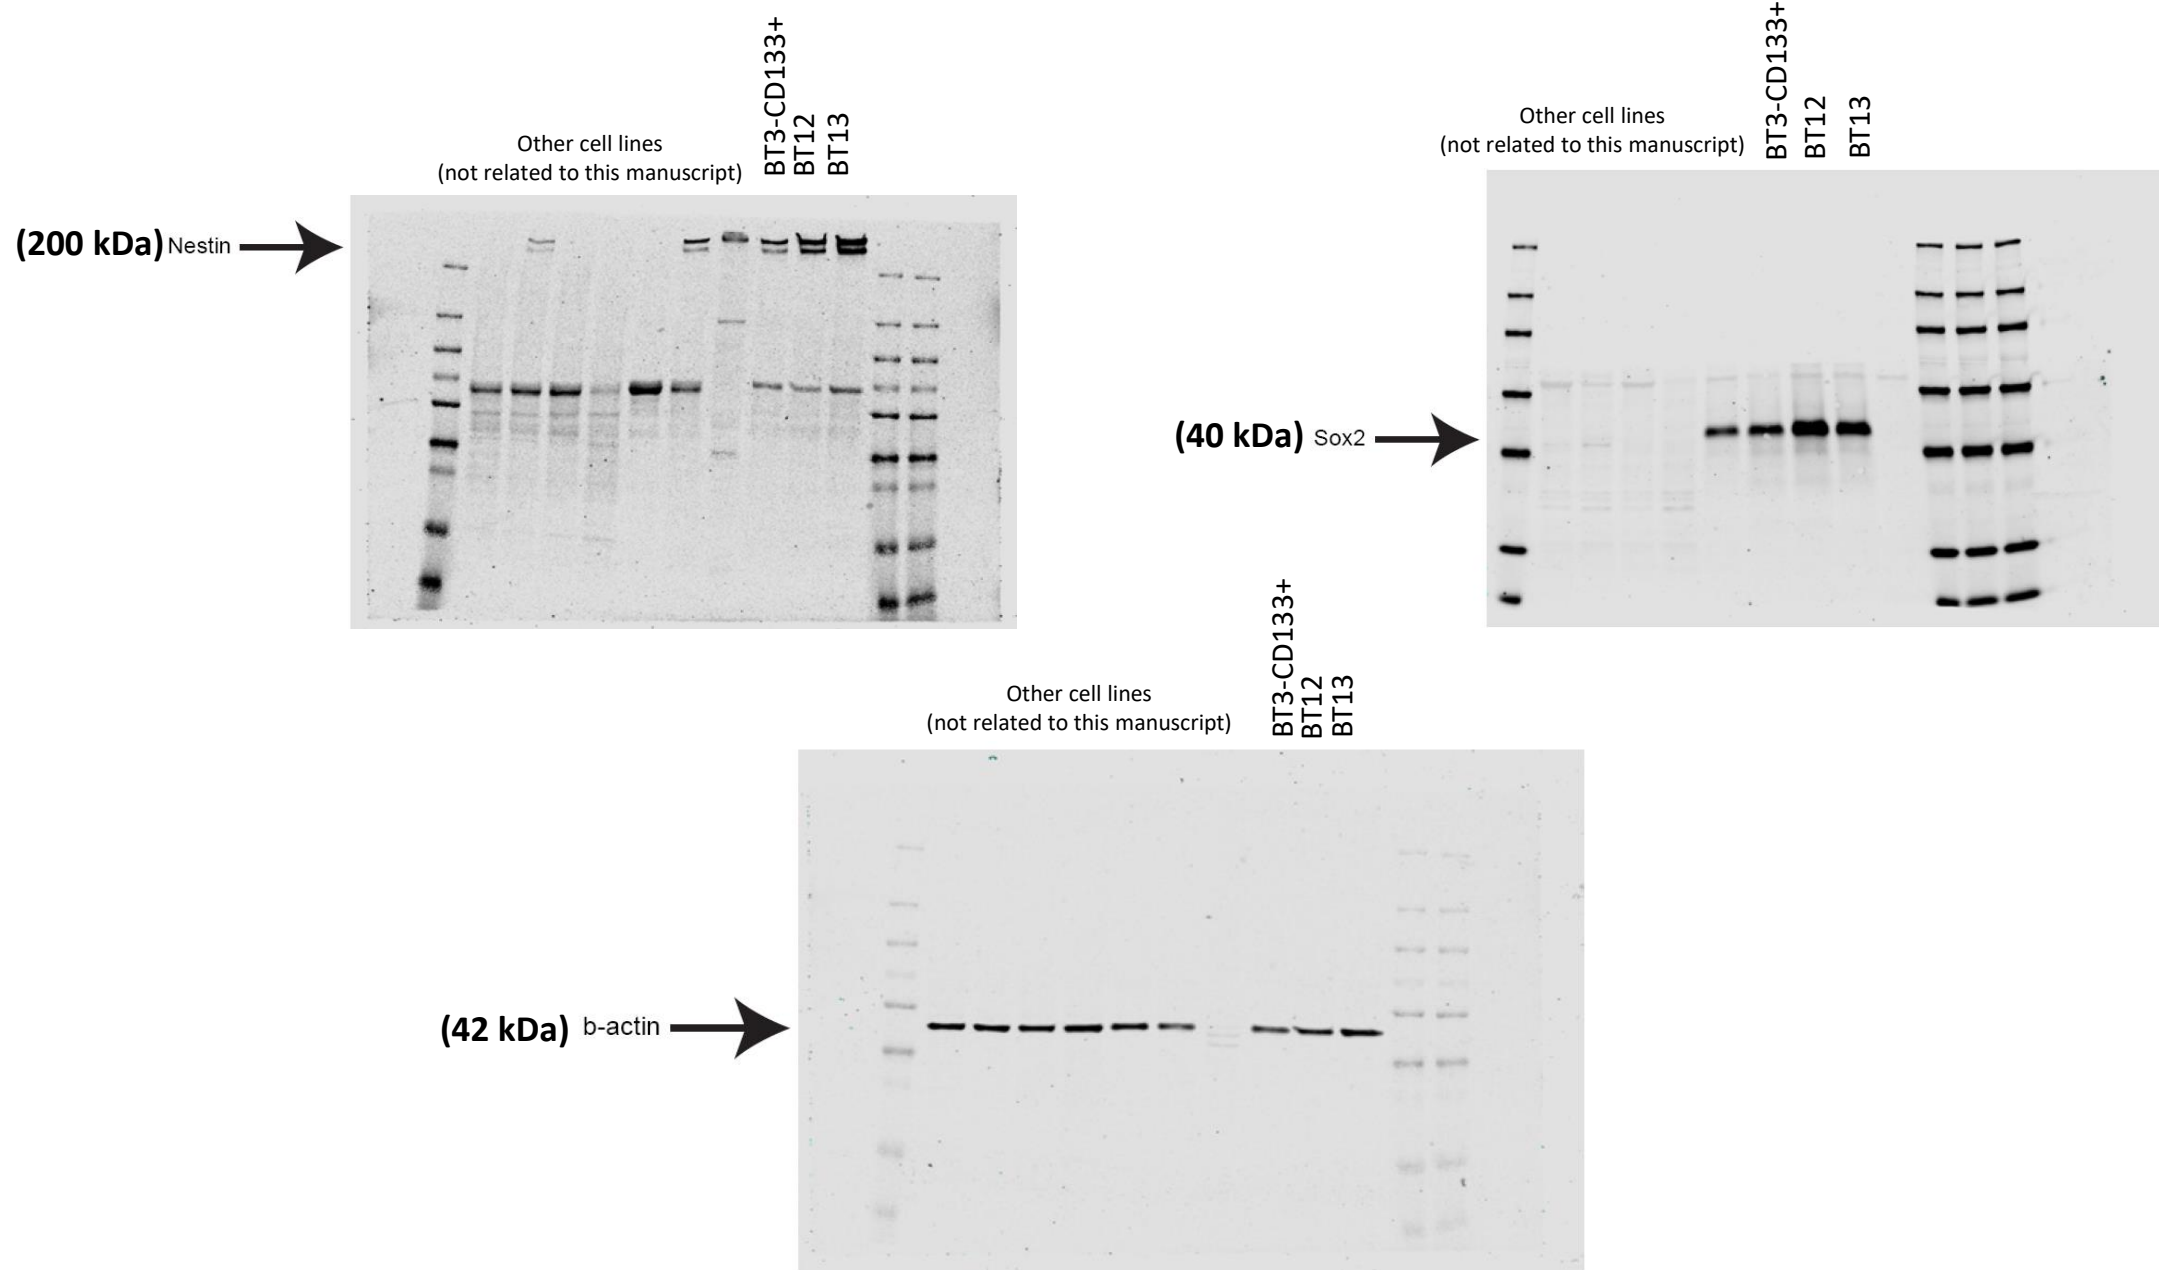 BT3-CD133+
BT12
BT13
Other cell lines
(not related to this manuscript)
(200 kDa) Nestin
BT3-CD133+
BT12
BT13
Other cell lines
(not related to this manuscript)
(40 kDa) Sox2
BT3-CD133+
BT12
BT13
Other cell lines
(not related to this manuscript)
(42 kDa) b-actin